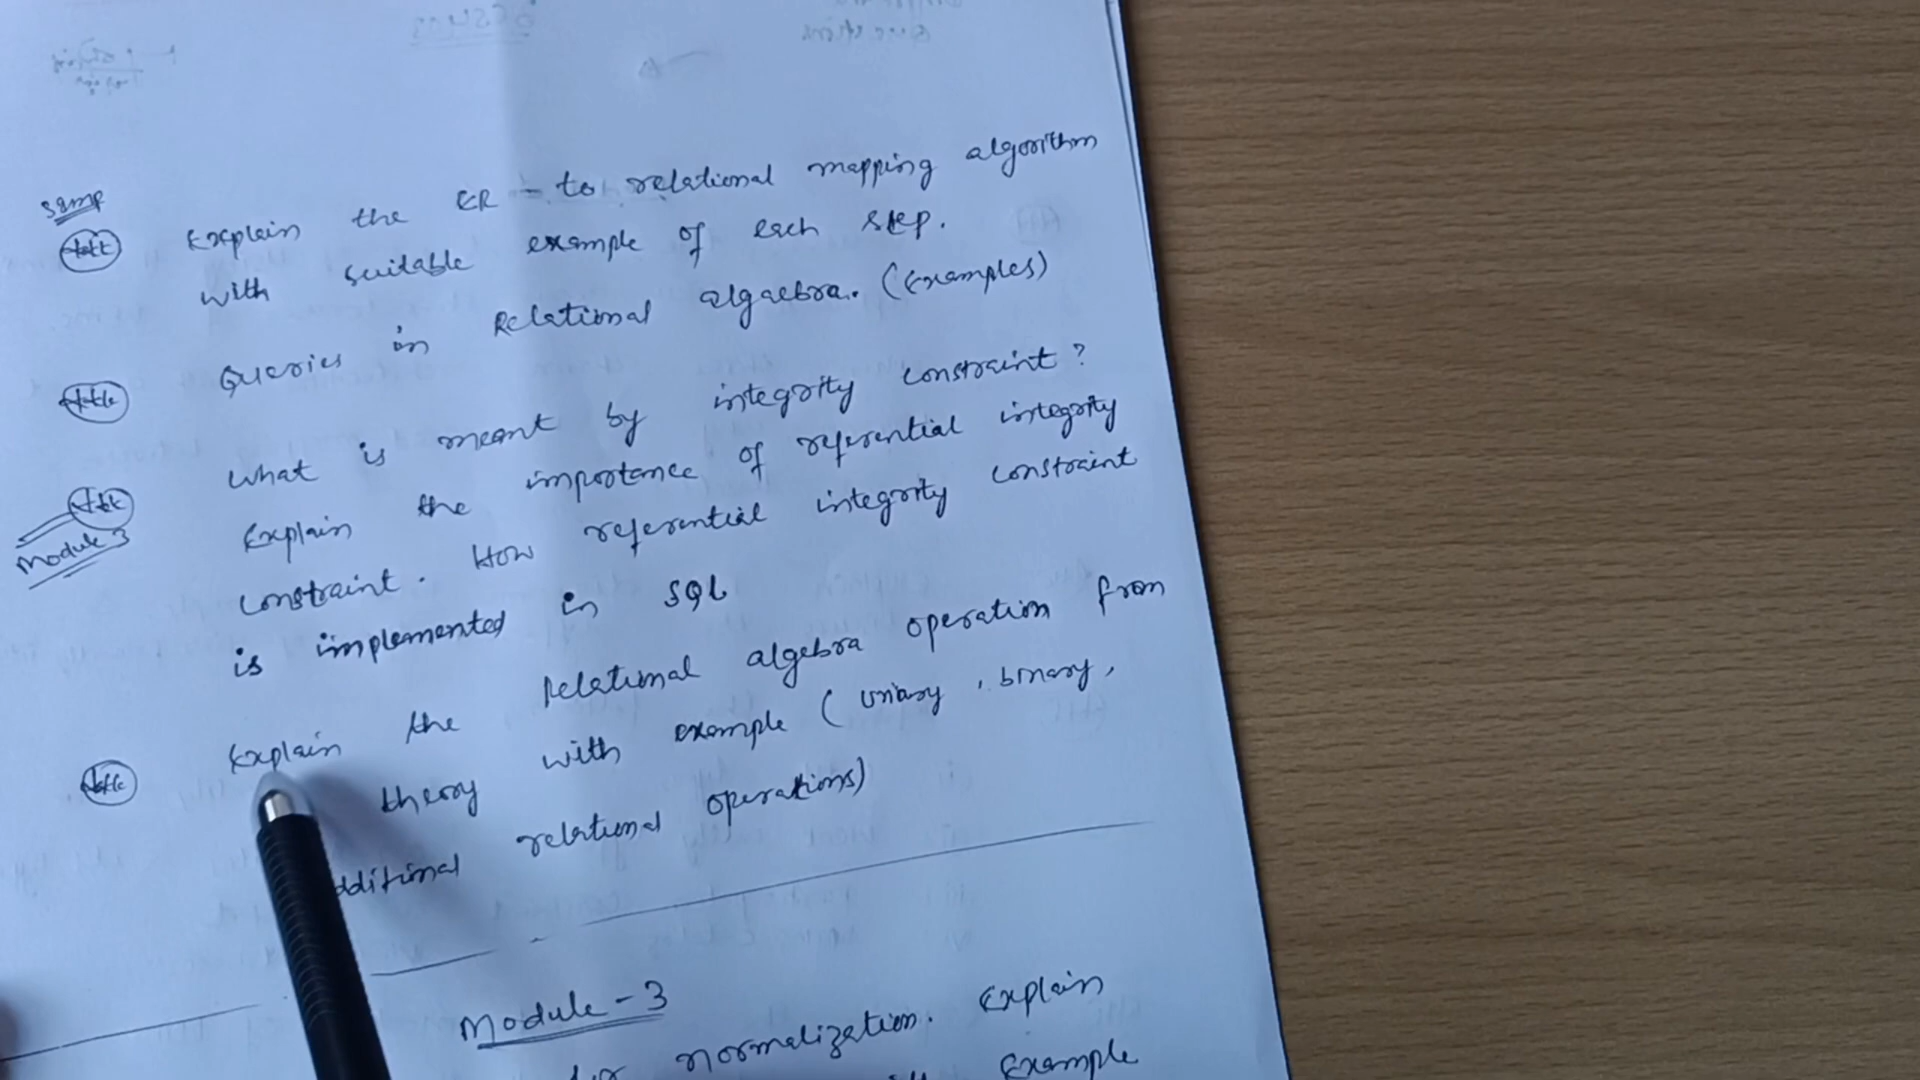 Explain the ER - to relational mapping algorithm
with suitable example of each step.
Queries in Relational algaebra. (Examples)
What is meant by integrity constraint?
Explain the importance of referential integrity
constraint. How referential integrity constraint
is implemented in SQL
Module 3
Explain the Relational algebra operation from
theory with example (unary, binary,
dditional relational operations)
Module - 3
normalization. Explain
Example